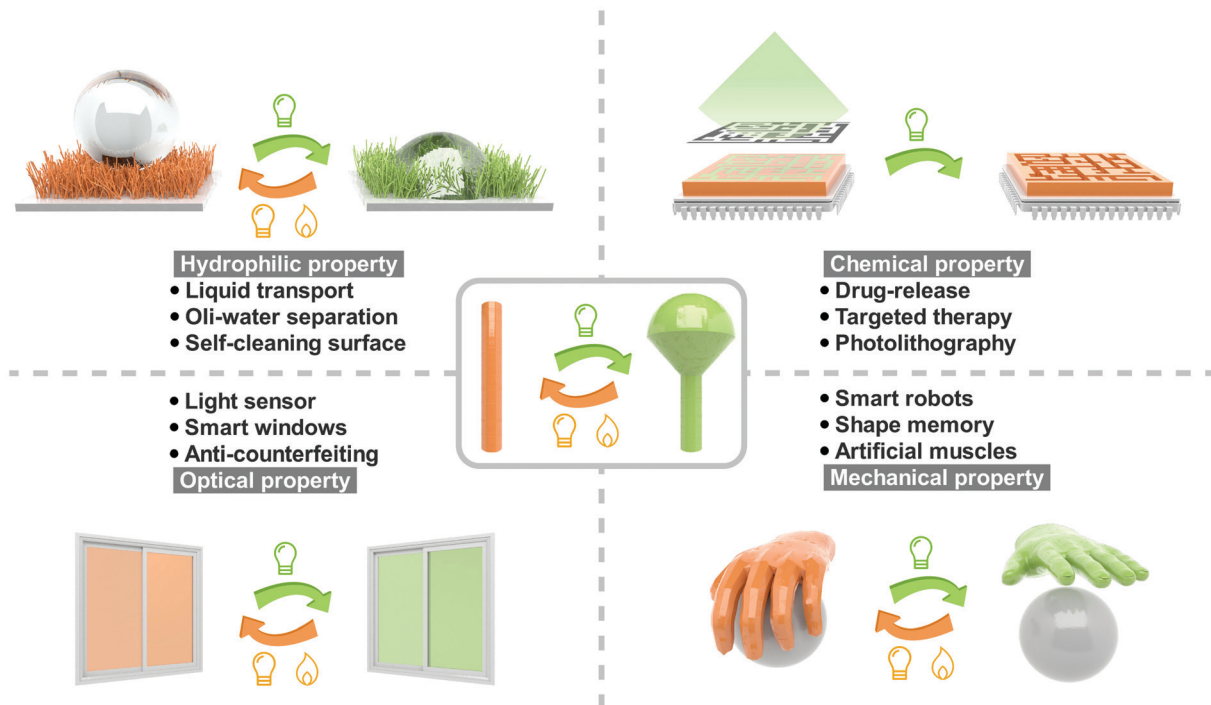 Hydrophilic property
• Liquid transport
• Oli-water separation
• Self-cleaning surface
Chemical property
• Drug-release
• Targeted therapy
• Photolithography
• Light sensor
• Smart windows
• Anti-counterfeiting
Optical property
• Smart robots
• Shape memory
• Artificial muscles
Mechanical property